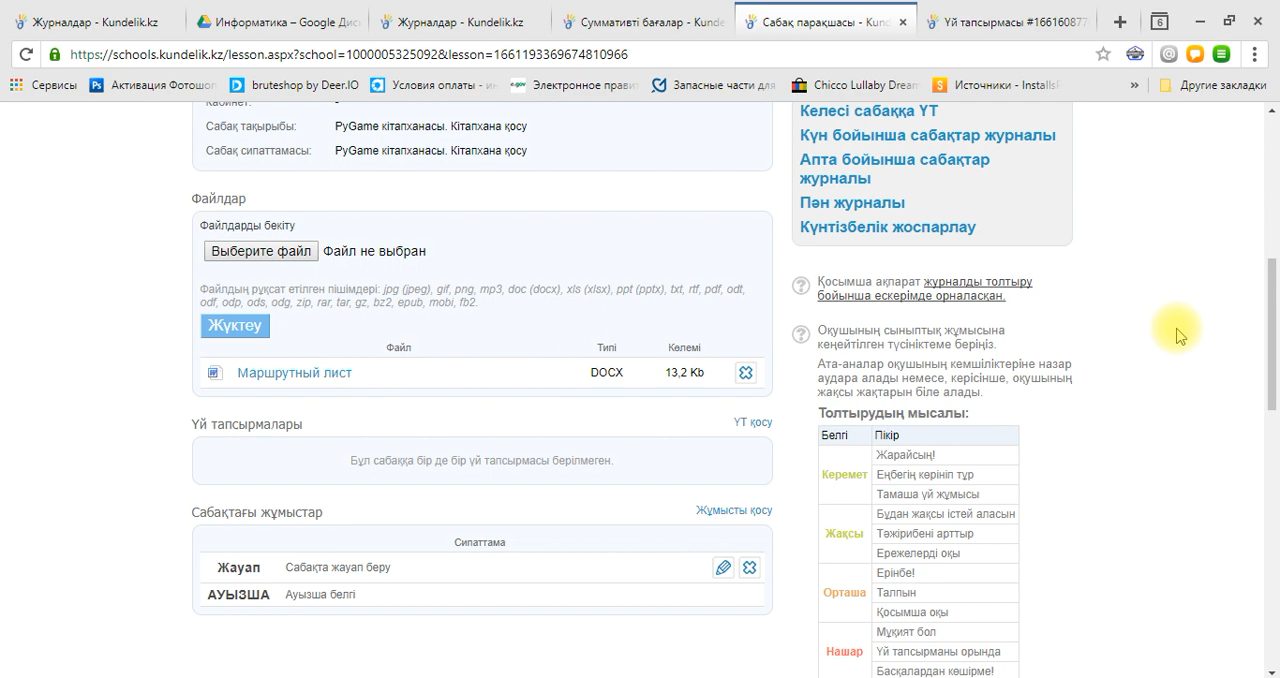 Журналдар - Kundelik.kz
Информатика – Google Дис
Журналдар - Kundelik.kz
Суммативті бағалар - Kunde
Сабақ парақшасы - Kund
Үй тапсырмасы #16616087
6
https://schools.kundelik.kz/lesson.aspx?school=1000005325092&lesson=1661193369674810966
Сервисы
Активация Фотошоп
bruteshop by Deer.IO
Условия оплаты - ин
Электронное прави
Запасные части для
Chicco Lullaby Dream
Источники - InstallsP
»
Другие закладки
Кабинет: -
Сабақ тақырыбы: PyGame кітапханасы. Кітапхана қосу
Сабақ сипаттамасы: PyGame кітапханасы. Кітапхана қосу
Файлдар
Файлдарды бекіту
Выберите файл Файл не выбран
Файлдың рұқсат етілген пішімдері: jpg (jpeg), gif, png, mp3, doc (docx), xls (xlsx), ppt (pptx), txt, rtf, pdf, odt,
odf, odp, ods, odg, zip, rar, tar, gz, bz2, epub, mobi, fb2.
Жүктеу
Файл Типі Көлемі
Маршрутный лист DOCX 13,2 Kb
Үй тапсырмалары ҮТ қосу
Бұл сабаққа бір де бір үй тапсырмасы берілмеген.
Сабақтағы жұмыстар Жұмысты қосу
Сипаттама
Жауап Сабақта жауап беру
АУЫЗША Ауызша белгі
Келесі сабаққа ҮТ
Күн бойынша сабақтар журналы
Апта бойынша сабақтар
журналы
Пән журналы
Күнтізбелік жоспарлау
Қосымша ақпарат журналды толтыру
бойынша ескерімде орналасқан.
Оқушының сыныптық жұмысына
кеңейтілген түсініктеме беріңіз.
Ата-аналар оқушының кемшіліктеріне назар
аудара алады немесе, керісінше, оқушының
жақсы жақтарын біле алады.
Толтырудың мысалы:
Белгі Пікір
Жарайсың!
Керемет Еңбегің көрініп тұр
Тамаша үй жұмысы
Бұдан жақсы істей аласын
Жақсы Тәжірибені арттыр
Ережелерді оқы
Ерінбе!
Орташа Талпын
Қосымша оқы
Мұқият бол
Нашар Үй тапсырманы орында
Басқалардан көшірме!